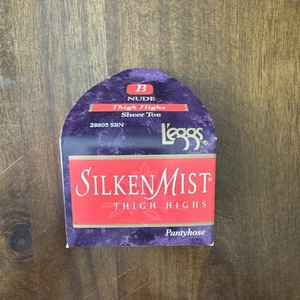 B
NUDE
Thigh Highs
Sheer Toe
28805 SBN
L'eggs
SILKEN MIST®
THIGH HIGHS
Pantyhose